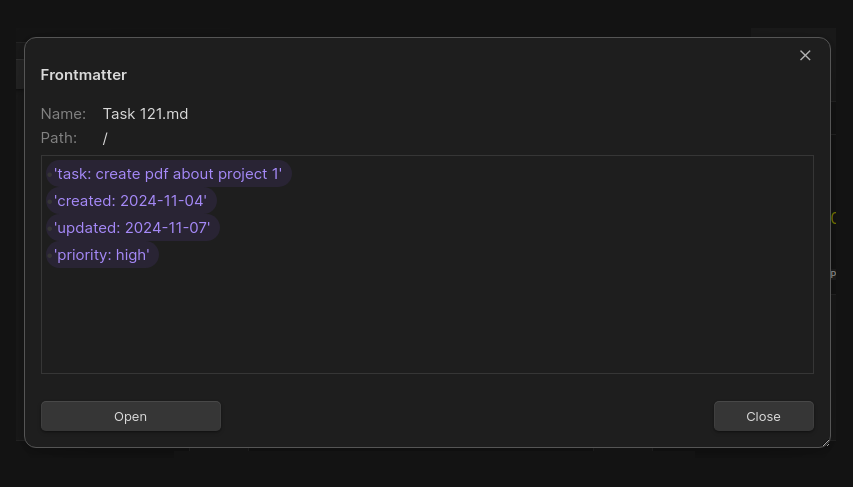 Frontmatter
Name: Task 121.md
Path: /
'task: create pdf about project 1'
'created: 2024-11-04'
'updated: 2024-11-07'
'priority: high'
Open Close